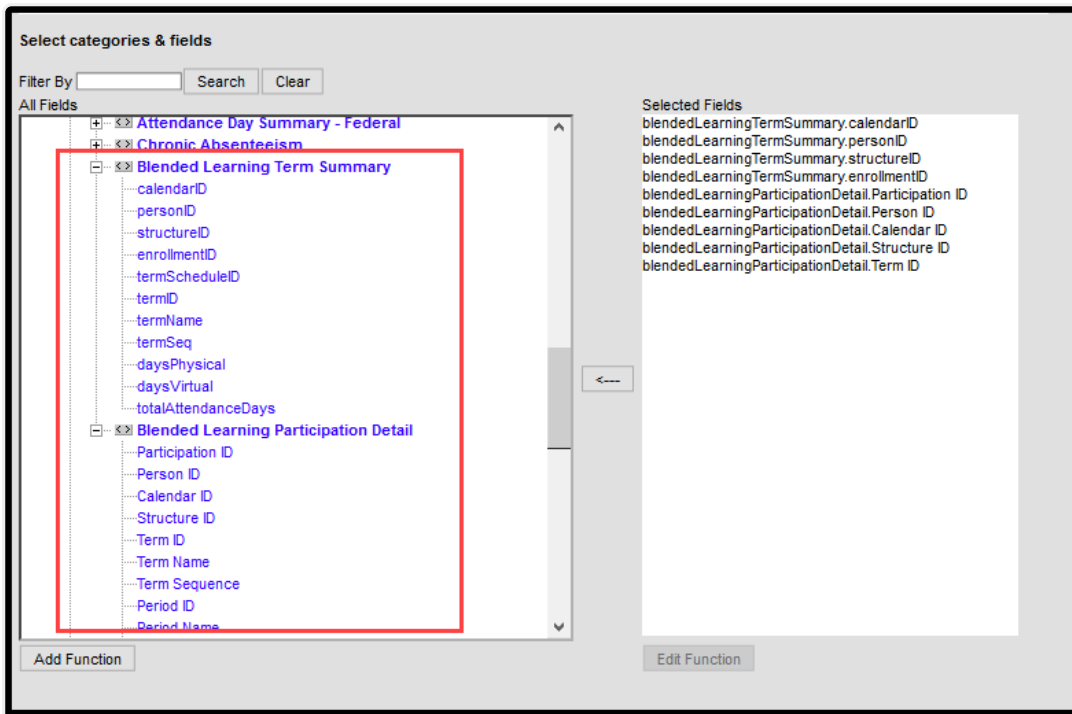 Select categories & fields
Filter By
Search
Clear
All Fields
Attendance Day Summary - Federal
Chronic Absenteeism
Blended Learning Term Summary
calendarID
personID
structureID
enrollmentID
termScheduleID
termID
termName
termSeq
daysPhysical
daysVirtual
totalAttendanceDays
Blended Learning Participation Detail
Participation ID
Person ID
Calendar ID
Structure ID
Term ID
Term Name
Term Sequence
Period ID
Period Name
Add Function
<---
Selected Fields
blendedLearningTermSummary.calendarID
blendedLearningTermSummary.personID
blendedLearningTermSummary.structureID
blendedLearningTermSummary.enrollmentID
blendedLearningParticipationDetail.Participation ID
blendedLearningParticipationDetail.Person ID
blendedLearningParticipationDetail.Calendar ID
blendedLearningParticipationDetail.Structure ID
blendedLearningParticipationDetail.Term ID
Edit Function